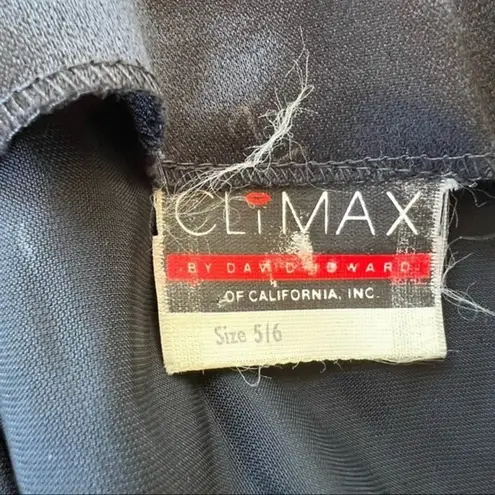 CLiMAX
BY DAVID HOWARD
OF CALIFORNIA, INC.
Size 5/6